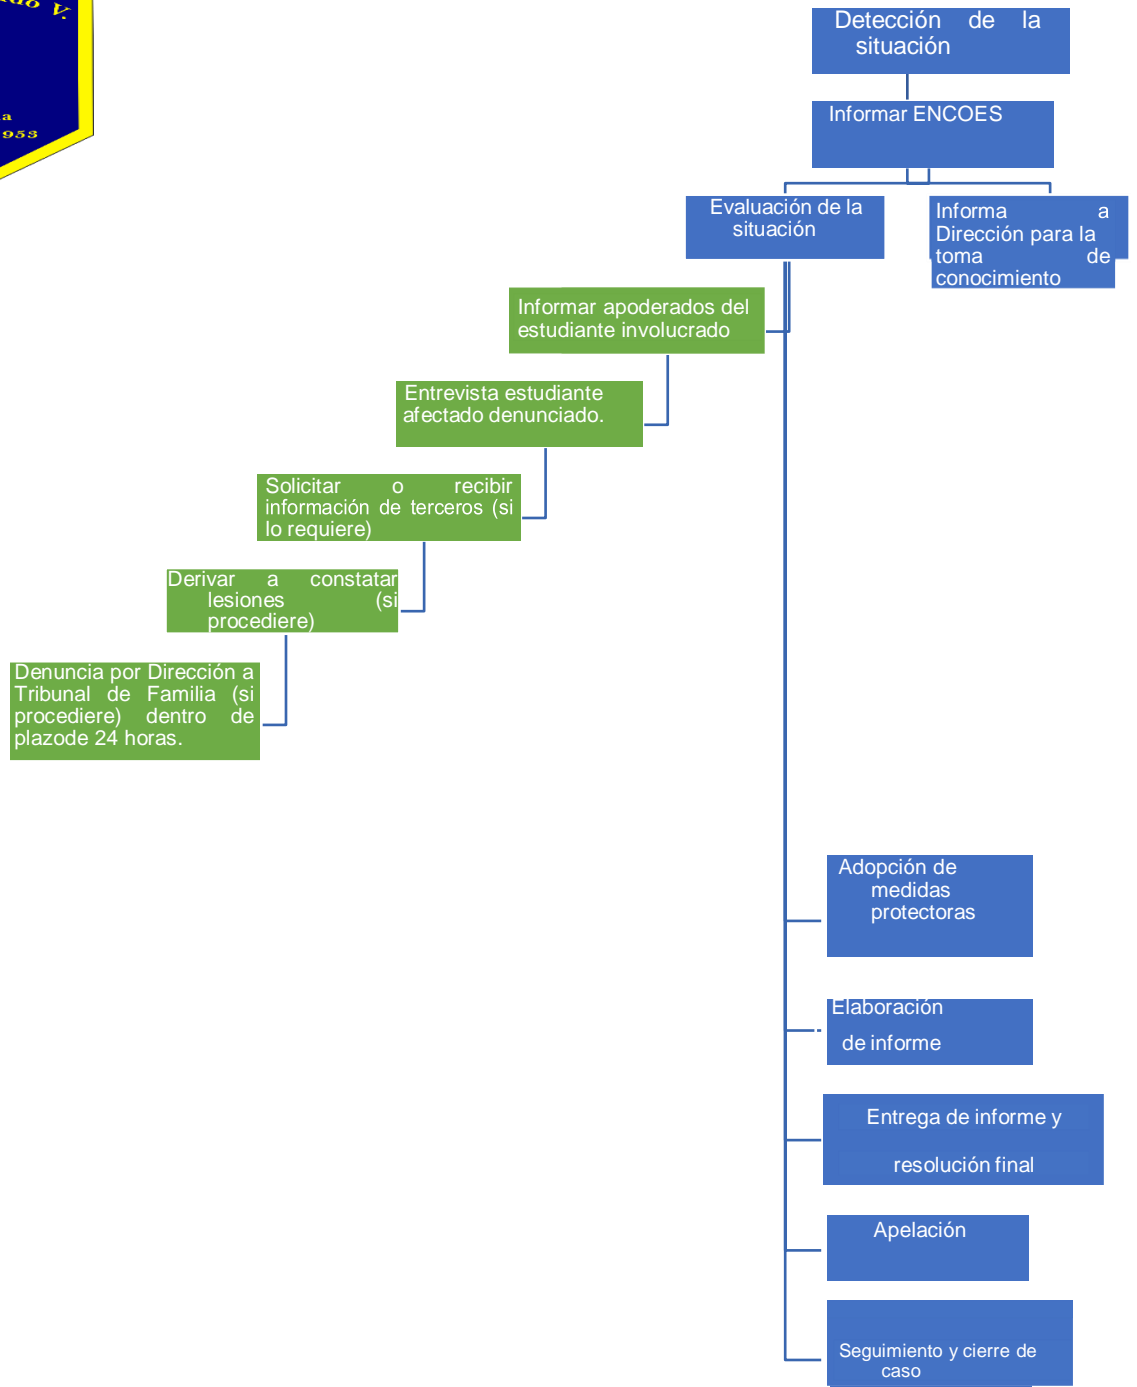 V.
a
953
Detección de la
situación
Informar ENCOES
Evaluación de la
situación
Informa a
Dirección para la
toma de
conocimiento
Informar apoderados del
estudiante involucrado
Entrevista estudiante
afectado denunciado.
Solicitar o recibir
información de terceros (si
lo requiere)
Derivar a constatar
lesiones (si
procediere)
Denuncia por Dirección a
Tribunal de Familia (si
procediere) dentro de
plazode 24 horas.
Adopción de
medidas
protectoras
Elaboración
de informe
Entrega de informe y
resolución final
Apelación
Seguimiento y cierre de
caso